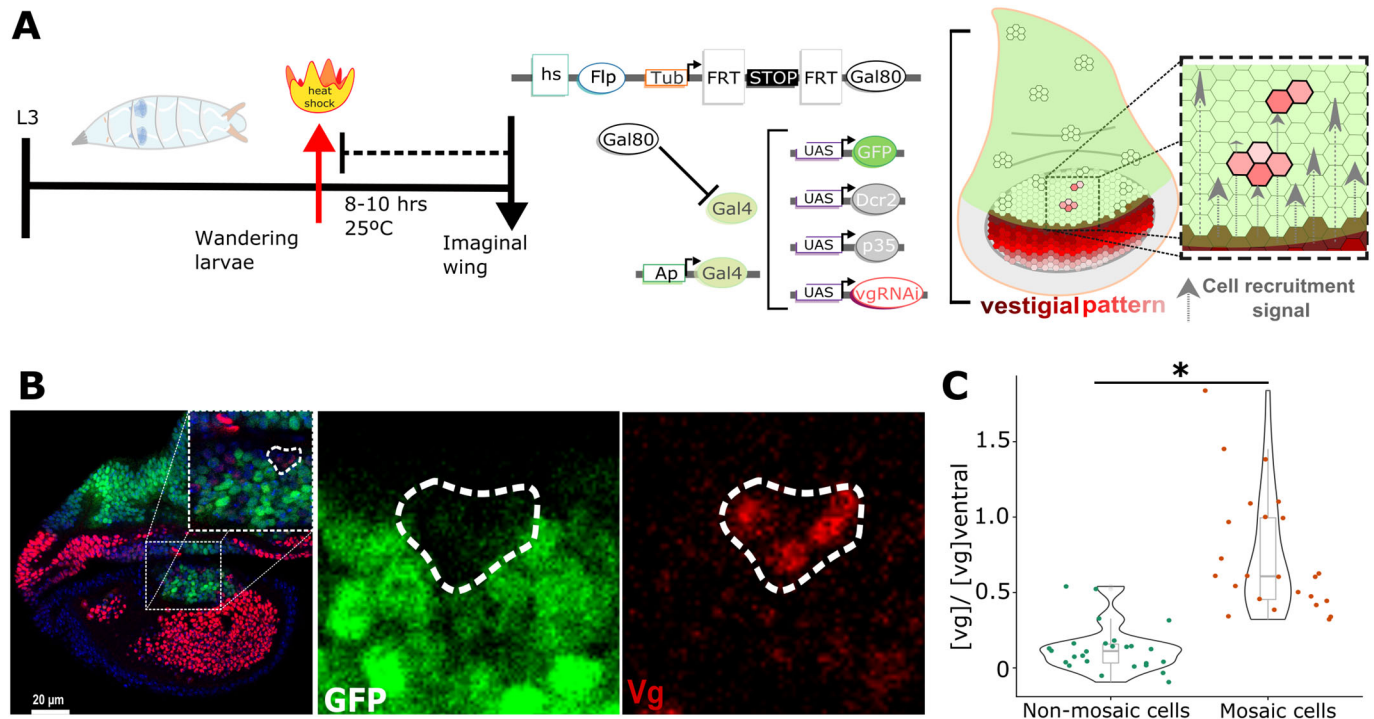 A
L3
heat
shock
8-10 hrs
25ºC
Wandering
larvae
Imaginal
wing
hs
Flp
Tub
FRT
STOP
FRT
Gal80
Gal80
Gal4
Ap
Gal4
UAS
GFP
UAS
Dcr2
UAS
p35
UAS
vgRNAi
vestigial pattern
Cell recruitment
signal
B
20 µm
GFP
Vg
C
*
[vg]/ [vg]ventral
1.5
1.0
0.5
0
Non-mosaic cells
Mosaic cells